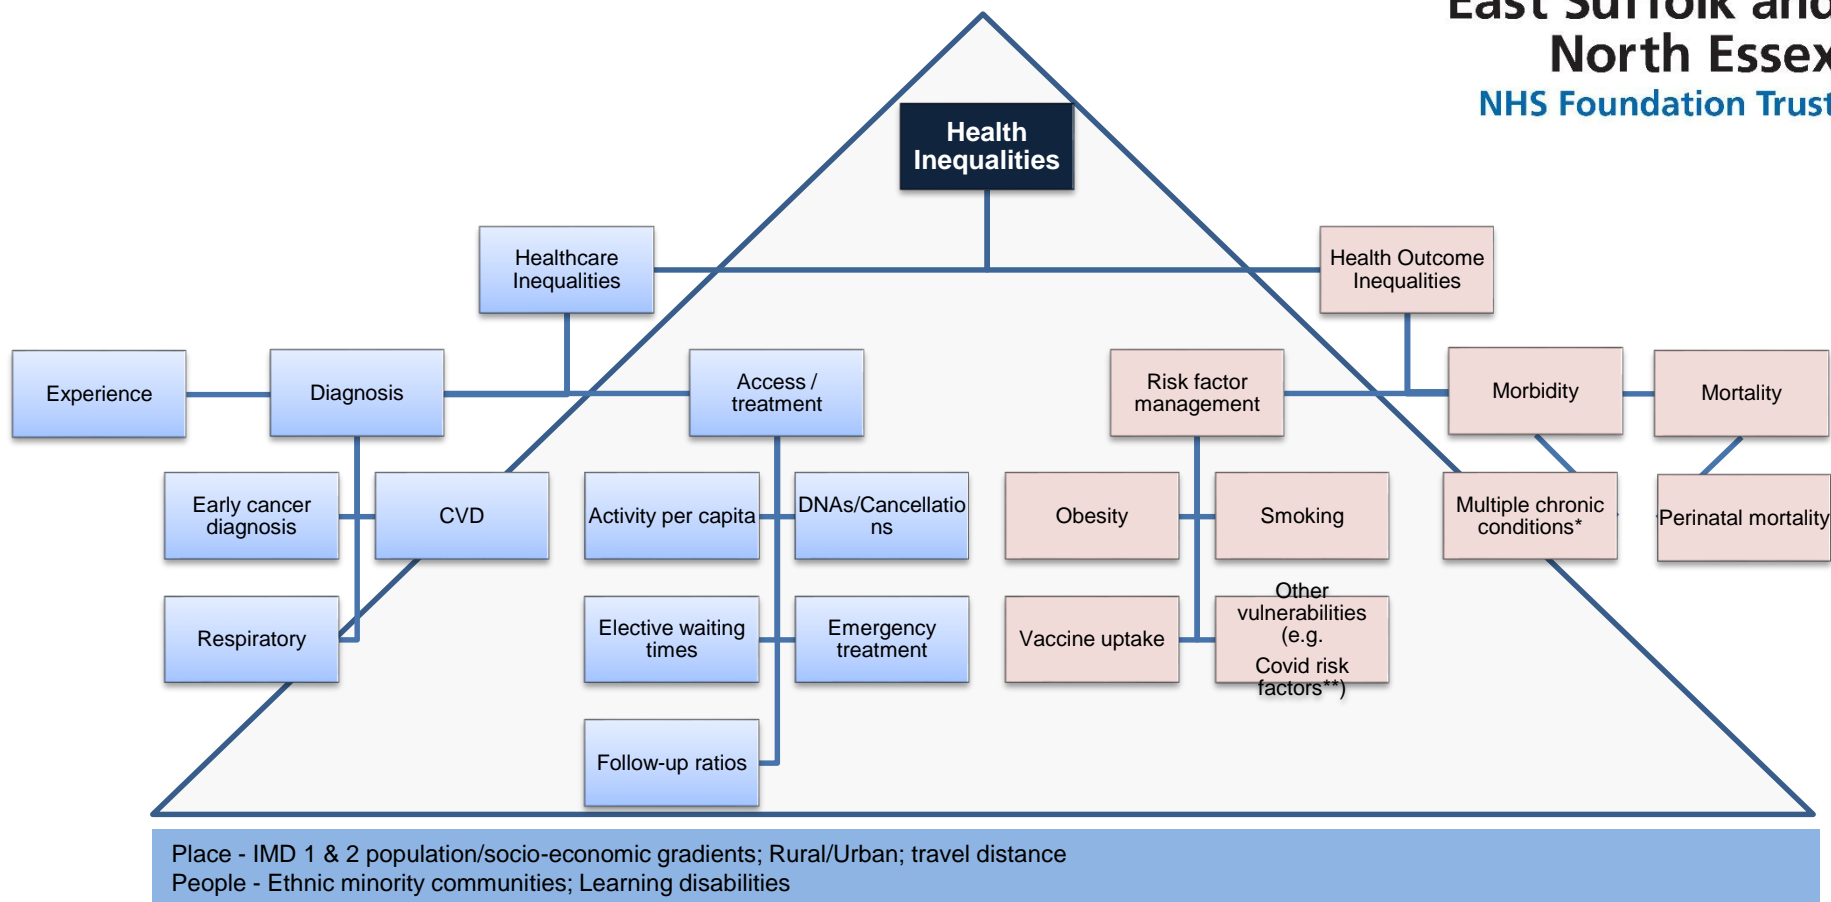 East Suffolk and
North Essex
NHS Foundation Trust
Health
Inequalities
Healthcare
Inequalities
Health Outcome
Inequalities
Experience
Diagnosis
Access /
treatment
Risk factor
management
Morbidity
Mortality
Early cancer
diagnosis
CVD
Activity per capita
DNAs/Cancellatio
ns
Obesity
Smoking
Multiple chronic
conditions*
Perinatal mortality
Respiratory
Elective waiting
times
Emergency
treatment
Vaccine uptake
Other
vulnerabilities
(e.g.
Covid risk
factors**)
Follow-up ratios
Place - IMD 1 & 2 population/socio-economic gradients; Rural/Urban; travel distance
People - Ethnic minority communities; Learning disabilities